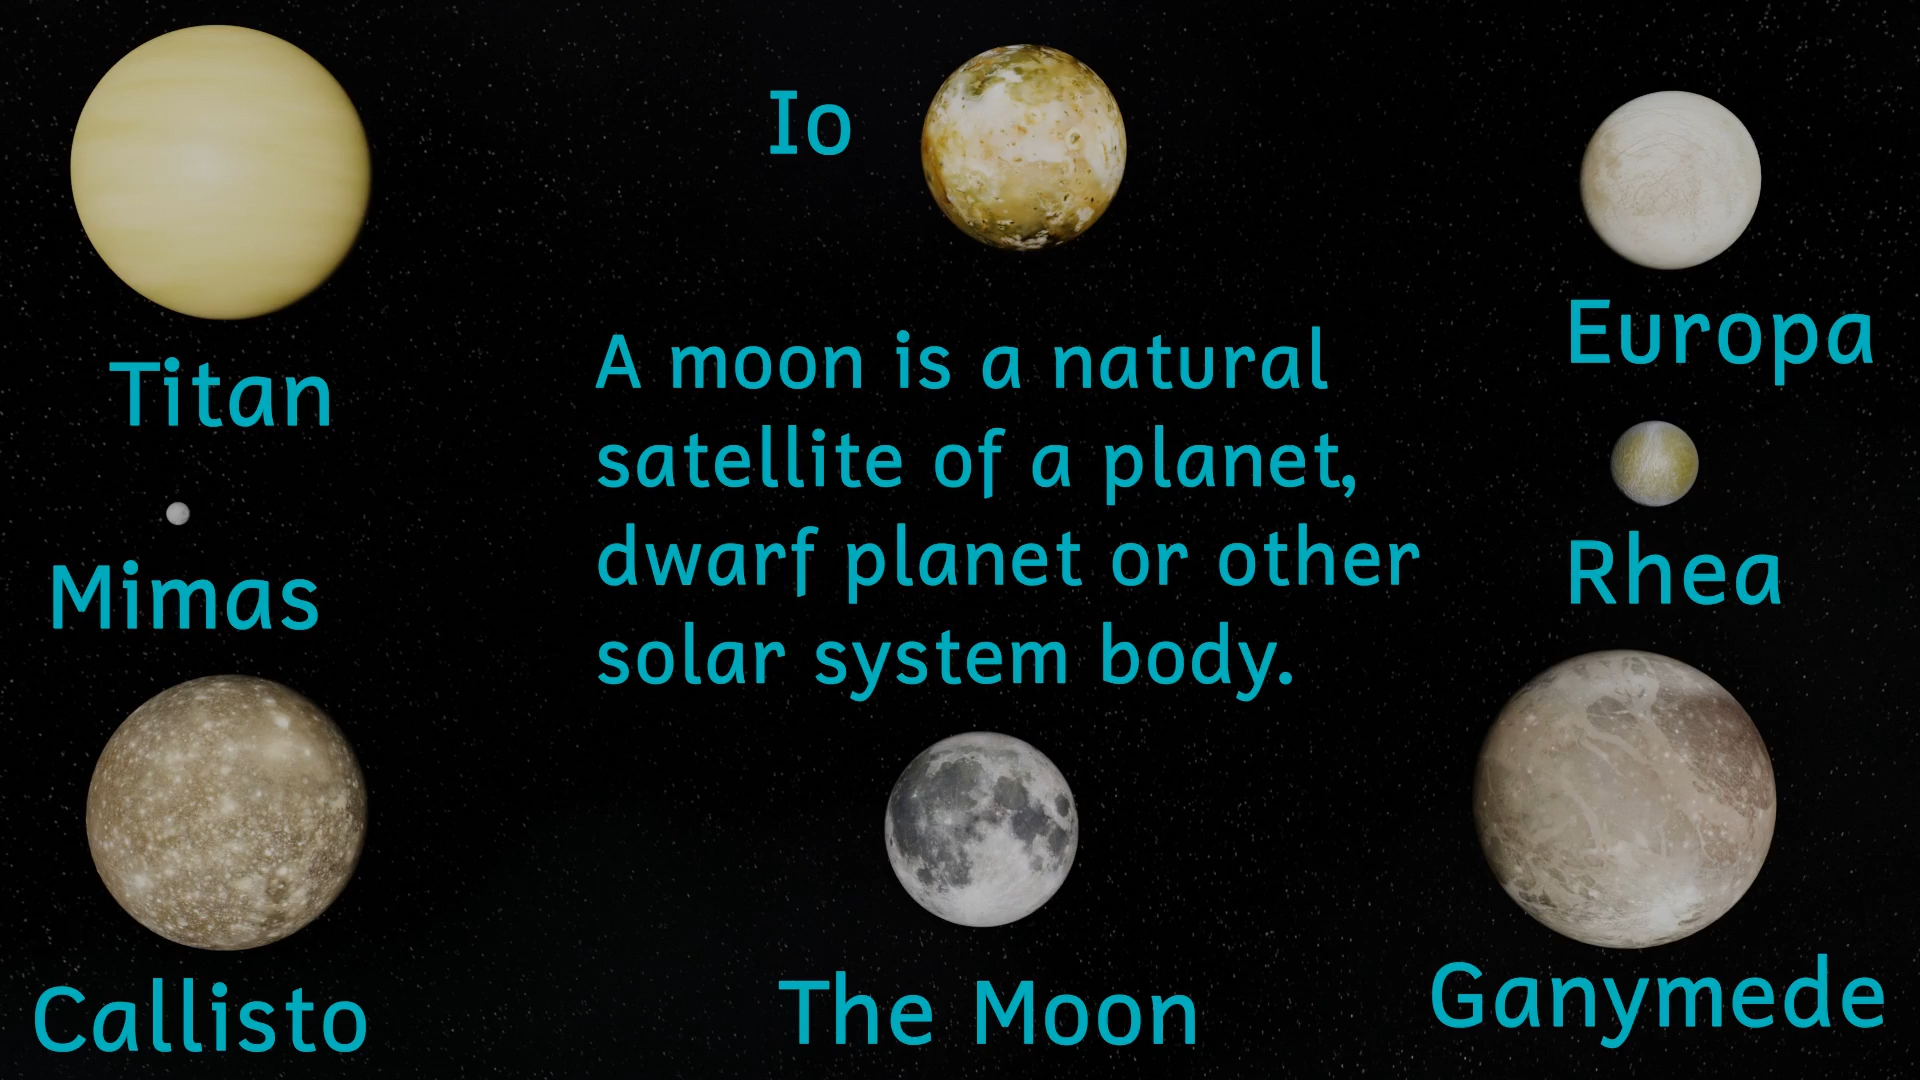 Io
Titan
Europa
A moon is a natural
satellite of a planet,
dwarf planet or other
solar system body.
Mimas
Rhea
Callisto
The Moon
Ganymede